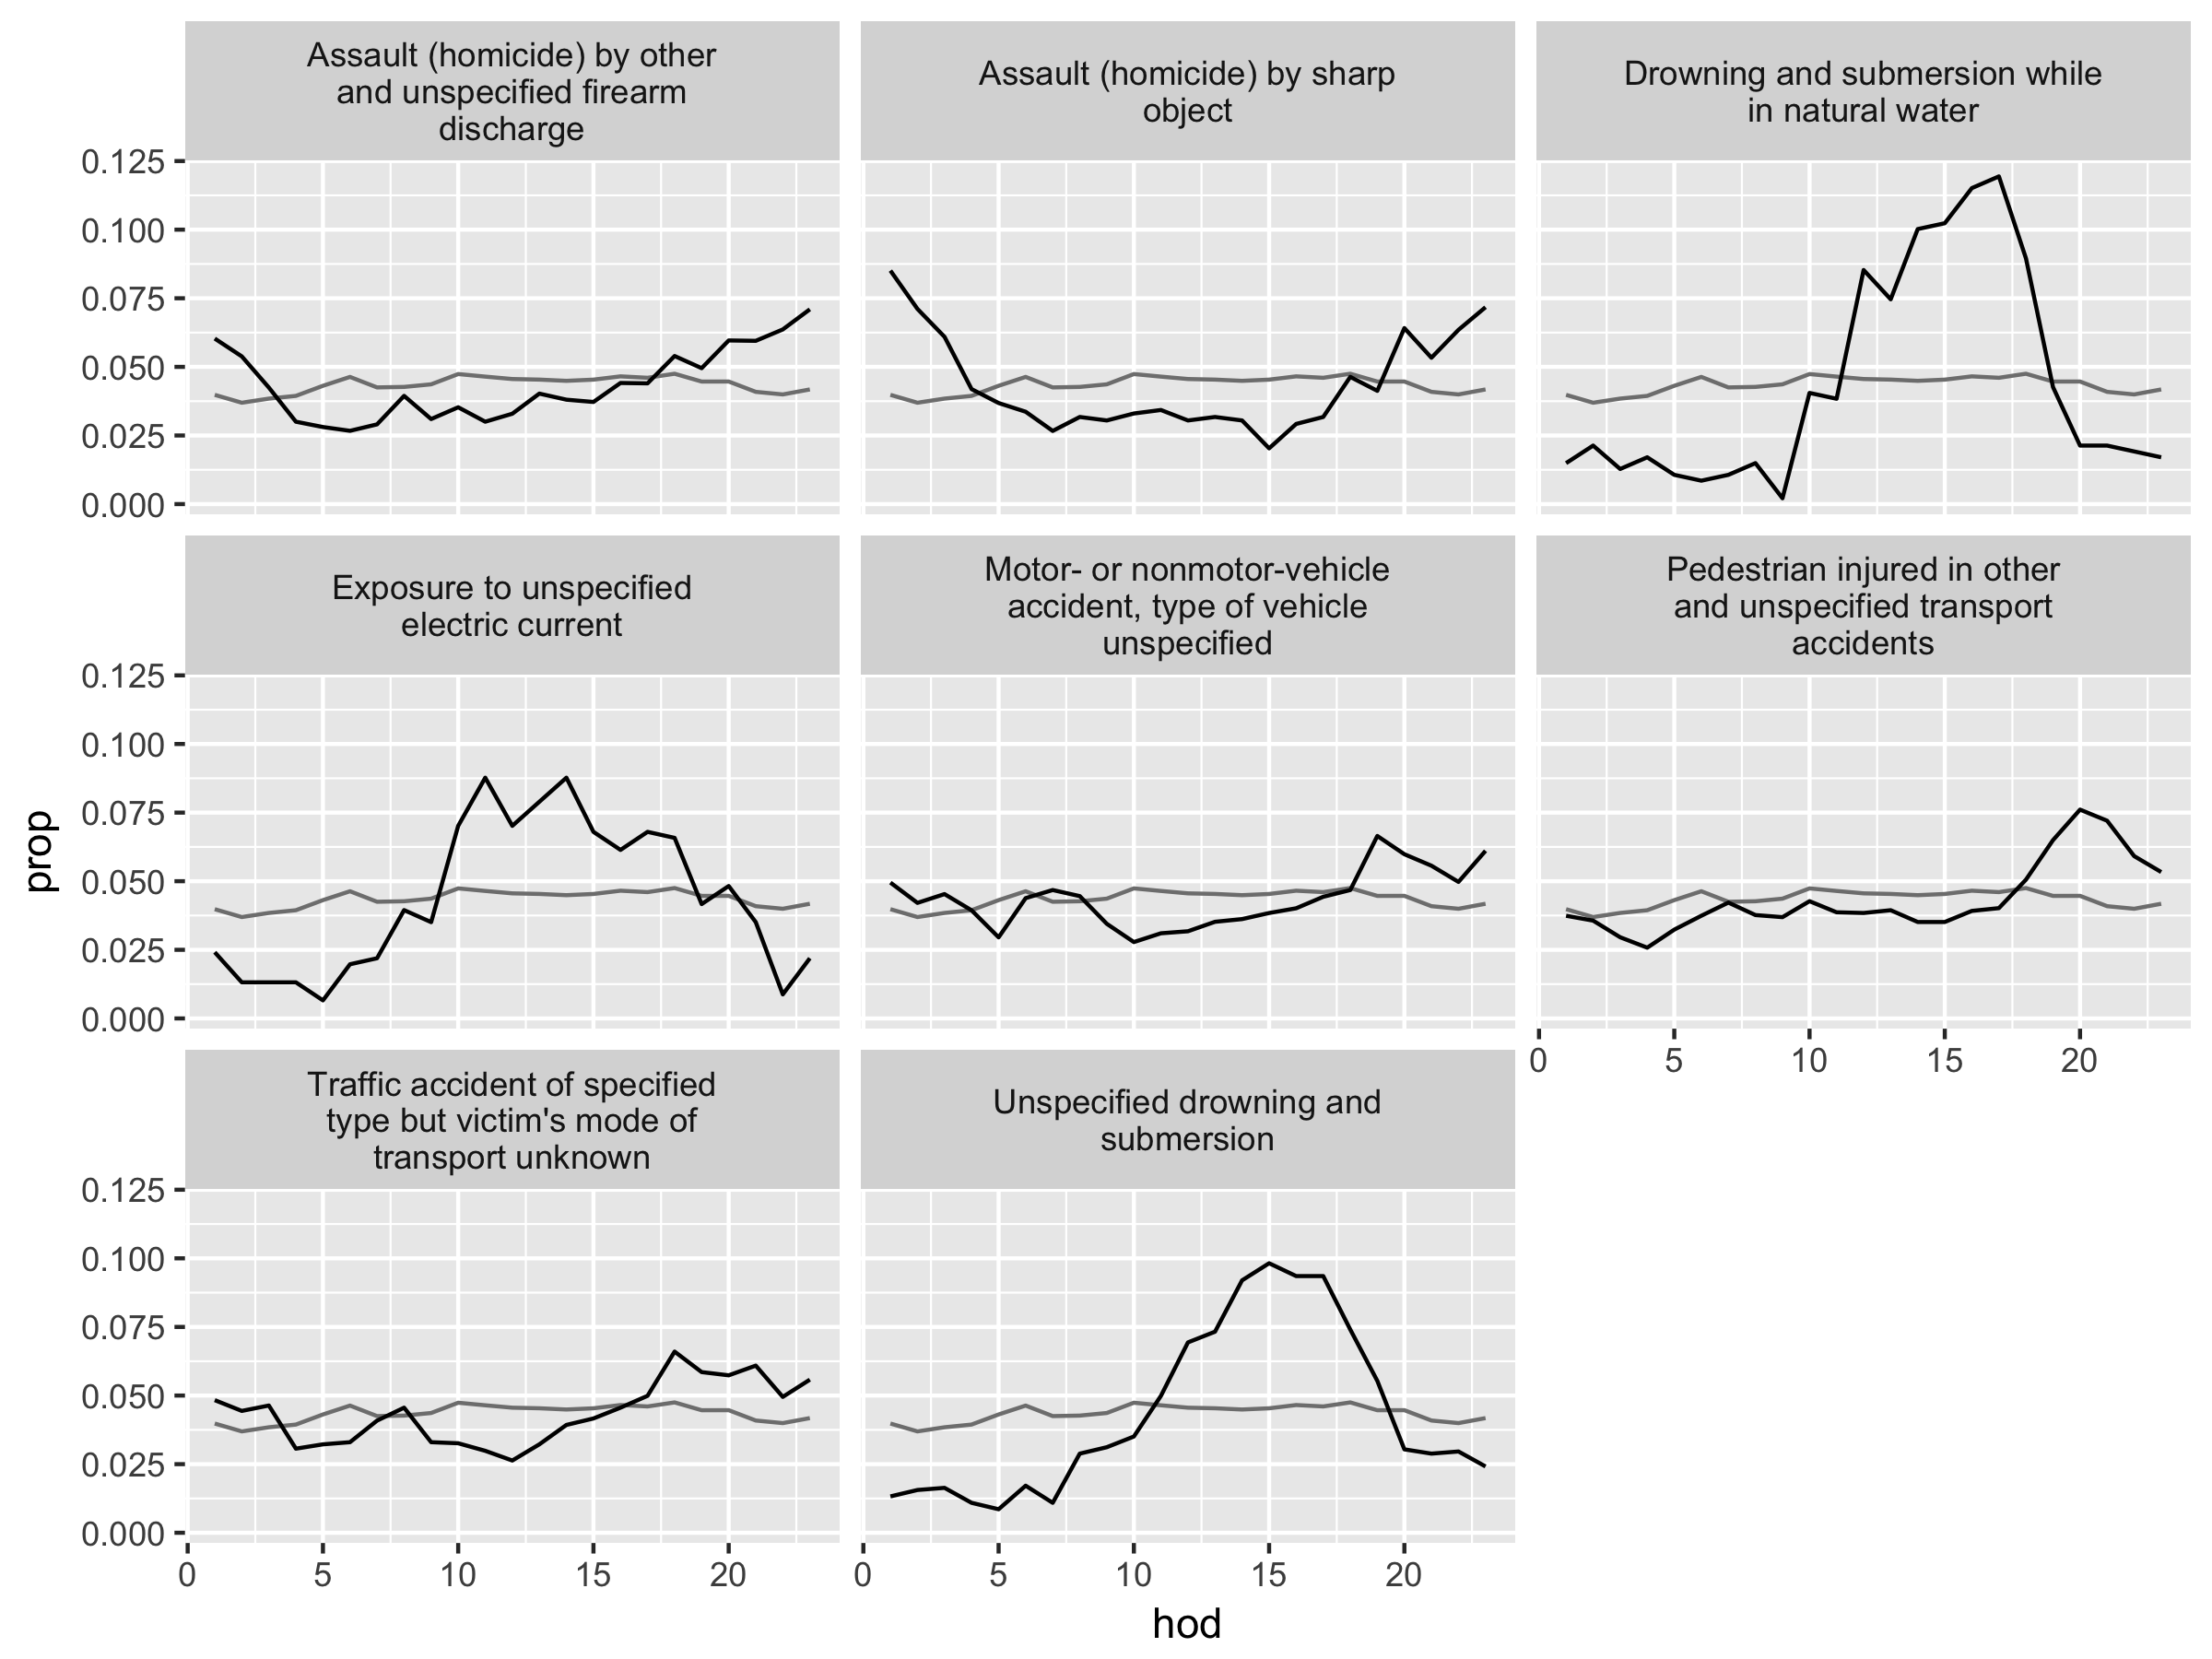 Assault (homicide) by other
and unspecified firearm
discharge
Assault (homicide) by sharp
object
Drowning and submersion while
in natural water
0.125
0.100
0.075
0.050
0.025
0.000
Exposure to unspecified
electric current
Motor- or nonmotor-vehicle
accident, type of vehicle
unspecified
Pedestrian injured in other
and unspecified transport
accidents
prop
0.125
0.100
0.075
0.050
0.025
0.000
0 5 10 15 20
Traffic accident of specified
type but victim's mode of
transport unknown
Unspecified drowning and
submersion
0.125
0.100
0.075
0.050
0.025
0.000
0 5 10 15 20
0 5 10 15 20
hod